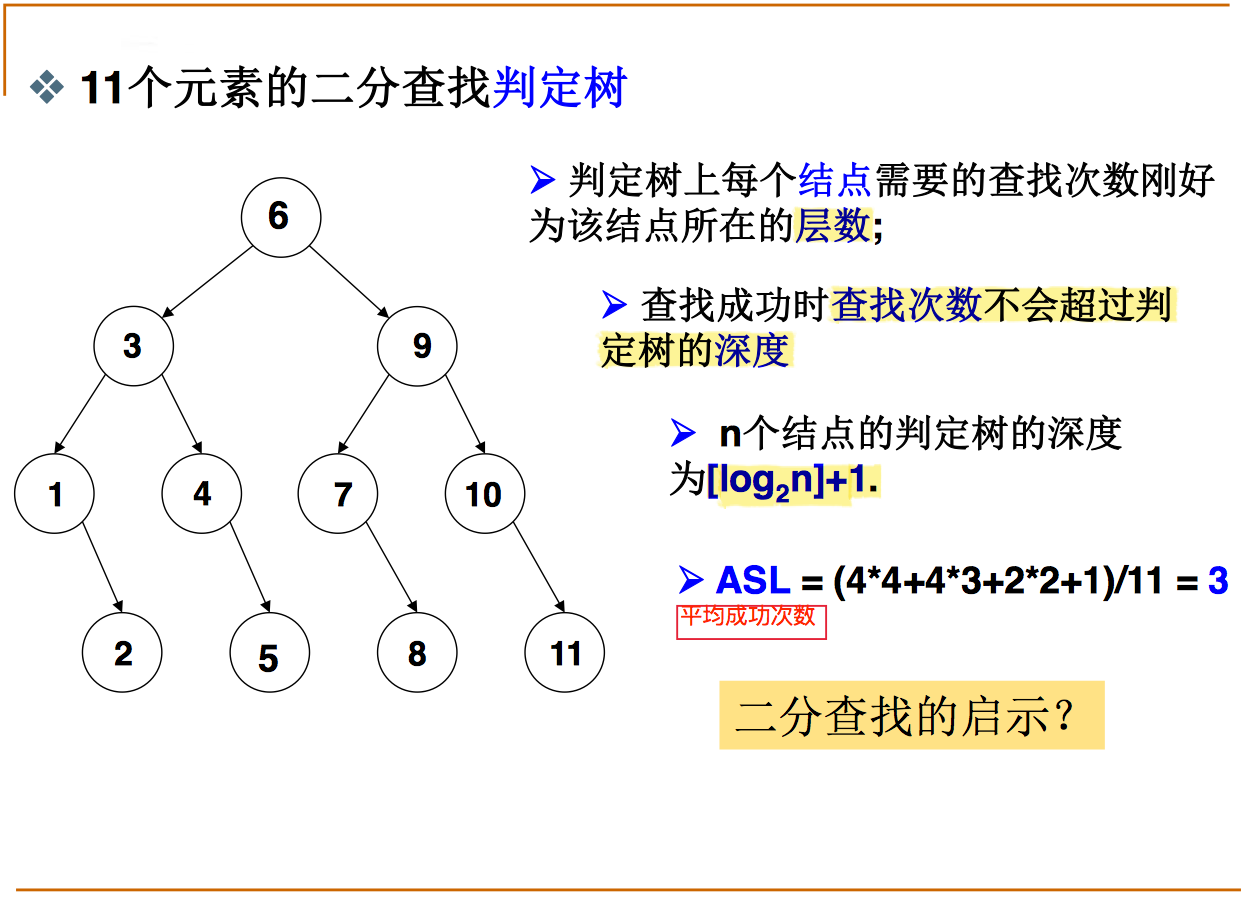 11个元素的二分查找判定树
判定树上每个结点需要的查找次数刚好
为该结点所在的层数;
查找成功时查找次数不会超过判
定树的深度
n个结点的判定树的深度
为[log₂n]+1.
ASL = (4*4+4*3+2*2+1)/11 = 3
平均成功次数
二分查找的启示？
6
3
9
1
4
7
10
2
5
8
11